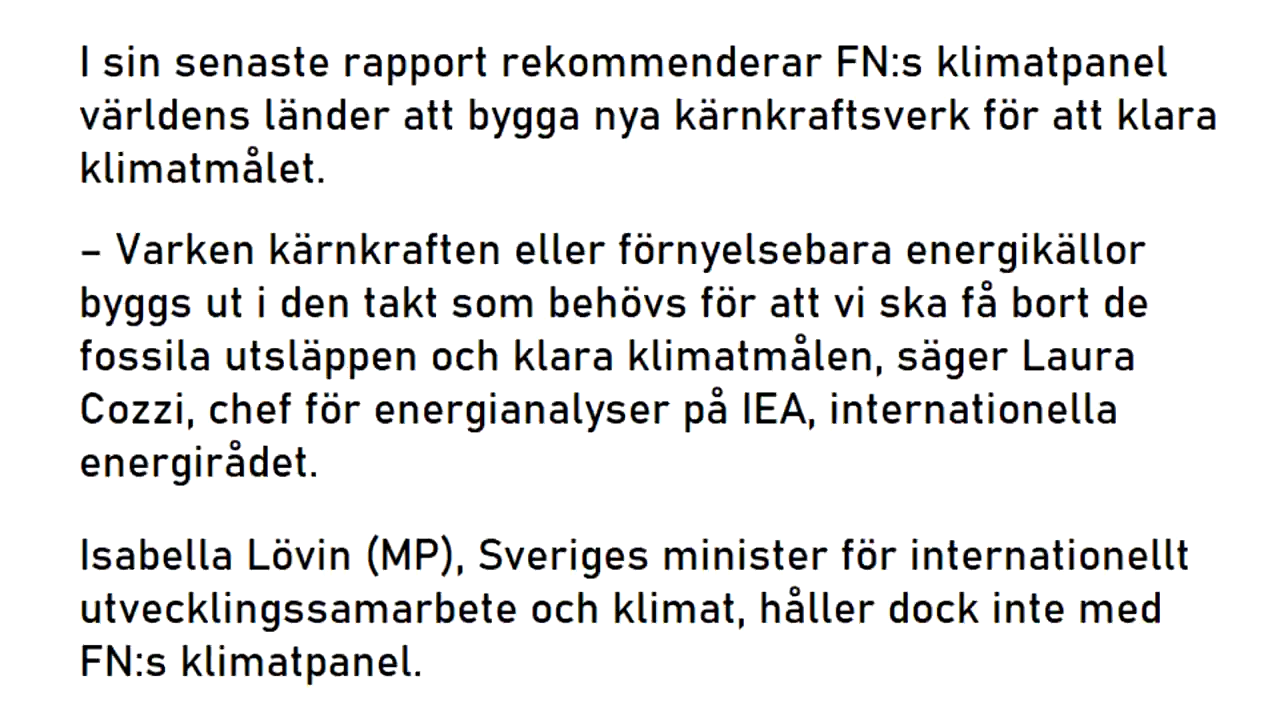 I sin senaste rapport rekommenderar FN:s klimatpanel
världens länder att bygga nya kärnkraftsverk för att klara
klimatmålet.
– Varken kärnkraften eller förnyelsebara energikällor
byggs ut i den takt som behövs för att vi ska få bort de
fossila utsläppen och klara klimatmålen, säger Laura
Cozzi, chef för energianalyser på IEA, internationella
energirådet.
Isabella Lövin (MP), Sveriges minister för internationellt
utvecklingssamarbete och klimat, håller dock inte med
FN:s klimatpanel.